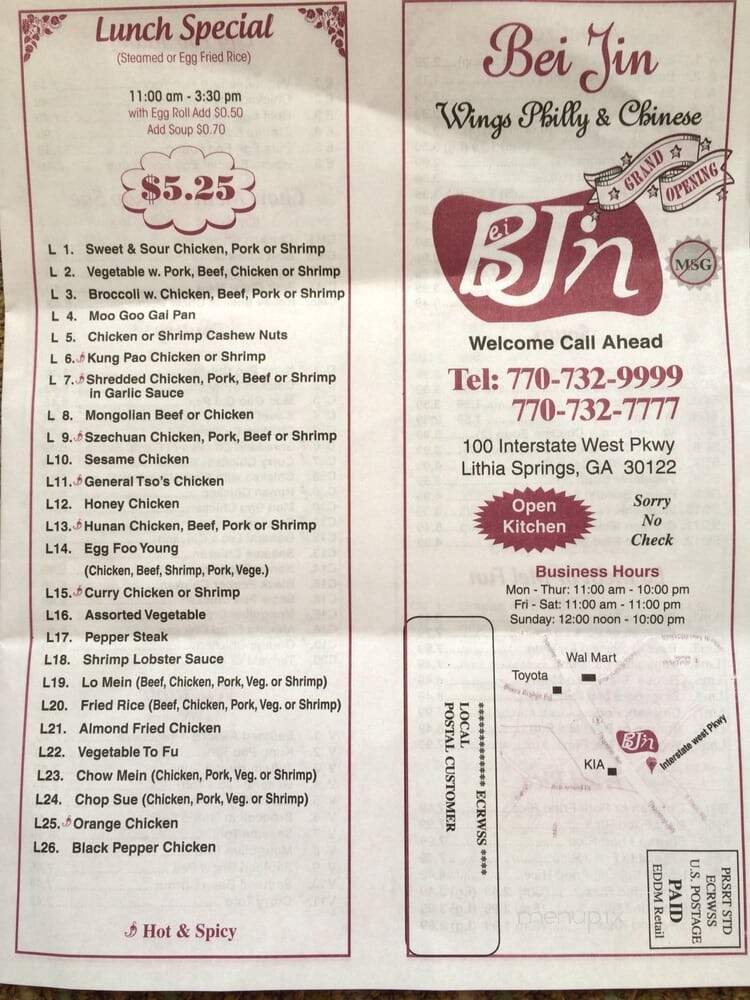 Lunch Special
(Steamed or Egg Fried Rice)
11:00 am - 3:30 pm
with Egg Roll Add $0.50
Add Soup $0.70
$5.25
L 1. Sweet & Sour Chicken, Pork or Shrimp
L 2. Vegetable w. Pork, Beef, Chicken or Shrimp
L 3. Broccoli w. Chicken, Beef, Pork or Shrimp
L 4. Moo Goo Gai Pan
L 5. Chicken or Shrimp Cashew Nuts
L 6. Kung Pao Chicken or Shrimp
L 7. Shredded Chicken, Pork, Beef or Shrimp
in Garlic Sauce
L 8. Mongolian Beef or Chicken
L 9. Szechuan Chicken, Pork, Beef or Shrimp
L10. Sesame Chicken
L11. General Tso's Chicken
L12. Honey Chicken
L13. Hunan Chicken, Beef, Pork or Shrimp
L14. Egg Foo Young
(Chicken, Beef, Shrimp, Pork, Vege.)
L15. Curry Chicken or Shrimp
L16. Assorted Vegetable
L17. Pepper Steak
L18. Shrimp Lobster Sauce
L19. Lo Mein (Beef, Chicken, Pork, Veg. or Shrimp)
L20. Fried Rice (Beef, Chicken, Pork, Veg. or Shrimp)
L21. Almond Fried Chicken
L22. Vegetable To Fu
L23. Chow Mein (Chicken, Pork, Veg. or Shrimp)
L24. Chop Sue (Chicken, Pork, Veg. or Shrimp)
L25. Orange Chicken
L26. Black Pepper Chicken
Hot & Spicy
Bei Jin
Wings Philly & Chinese
GRAND OPENING
Bei Jin
MSG
Welcome Call Ahead
Tel: 770-732-9999
770-732-7777
100 Interstate West Pkwy
Lithia Springs, GA 30122
Open
Kitchen
Sorry
No
Check
Business Hours
Mon - Thur: 11:00 am - 10:00 pm
Fri - Sat: 11:00 am - 11:00 pm
Sunday: 12:00 noon - 10:00 pm
Wal Mart
Toyota
BJin
KIA
Interstate west Pkwy
************** ECRWSS ****
LOCAL
POSTAL CUSTOMER
PRSRT STD
ECRWSS
U.S. POSTAGE
PAID
EDDM Retail
menupix